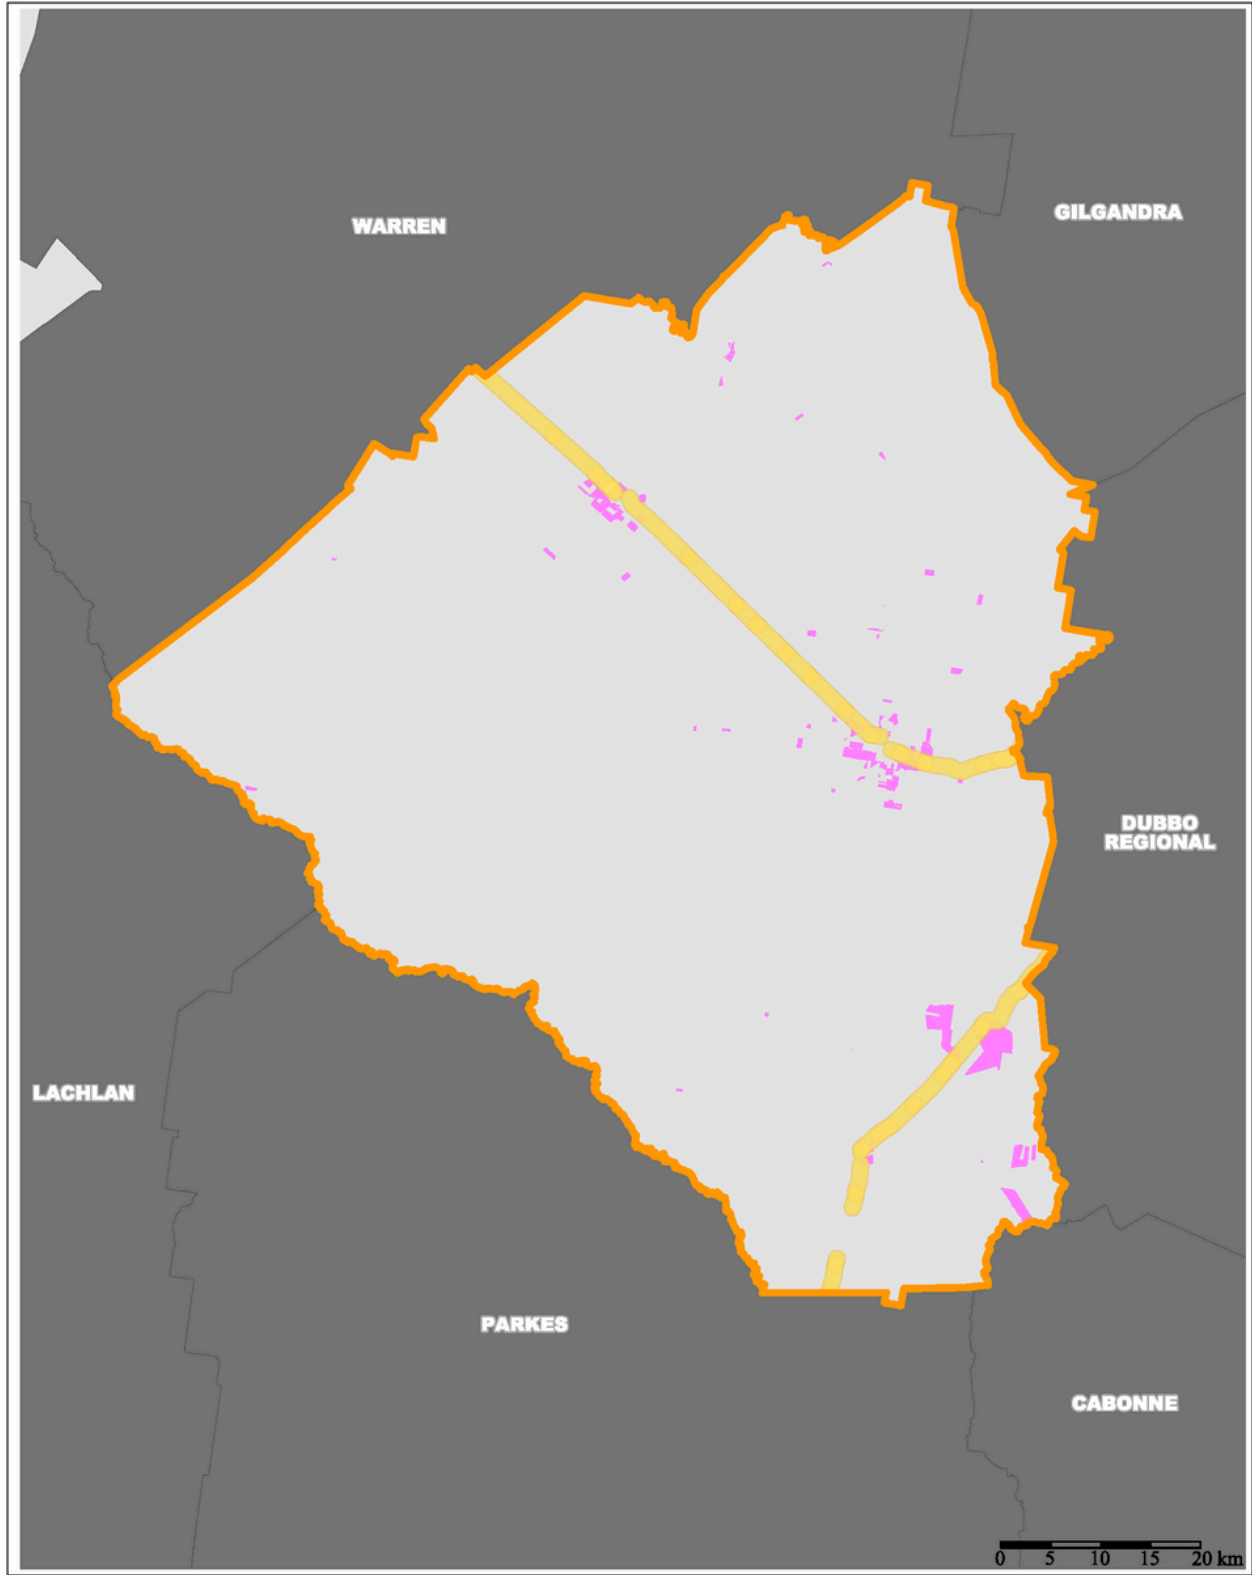 WARREN
GILGANDRA
DUBBO
REGIONAL
LACHLAN
PARKES
CABONNE
0 5 10 15 20 km